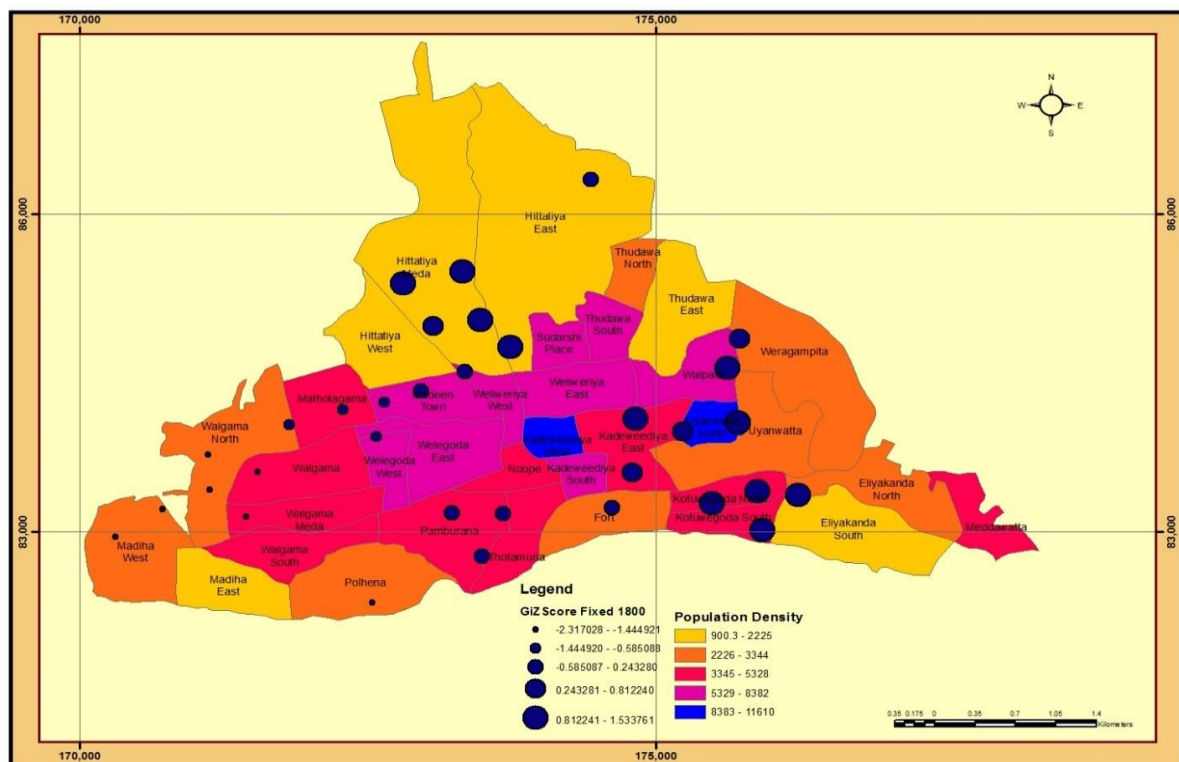 170,000
175,000
N
W
E
S
86,000
86,000
Hittatiya
East
Thudawa
North
Hittatiya
Meda
Thudawa
East
Thudawa
South
Hittatiya
West
Sudarshi
Place
Weragampita
Weliweriya
East
Weliweriya
West
Town
Matholagama
Walgama
North
Uyanwatta
Kadeweediya
East
Welegoda
East
Welegoda
West
Walgama
Noope
Kadeweediya
South
Eliyakanda
North
Kotuwegoda South
Fort
Walgama
Meda
Pamburana
Eliyakanda
South
Meddawatta
83,000
83,000
Madiha
West
Walgama
South
Thotamuna
Madiha
East
Polhena
Legend
GiZScore Fixed 1800
-2.317028 - -1.444921
-1.444920 - -0.585088
-0.585087 - 0.243280
0.243281 - 0.812240
0.812241 - 1.533761
Population Density
900.3 - 2225
2226 - 3344
3345 - 5328
5329 - 8382
8383 - 11610
0.35 0.175 0 0.35 0.7 1.05 1.4
Kilometers
170,000
175,000